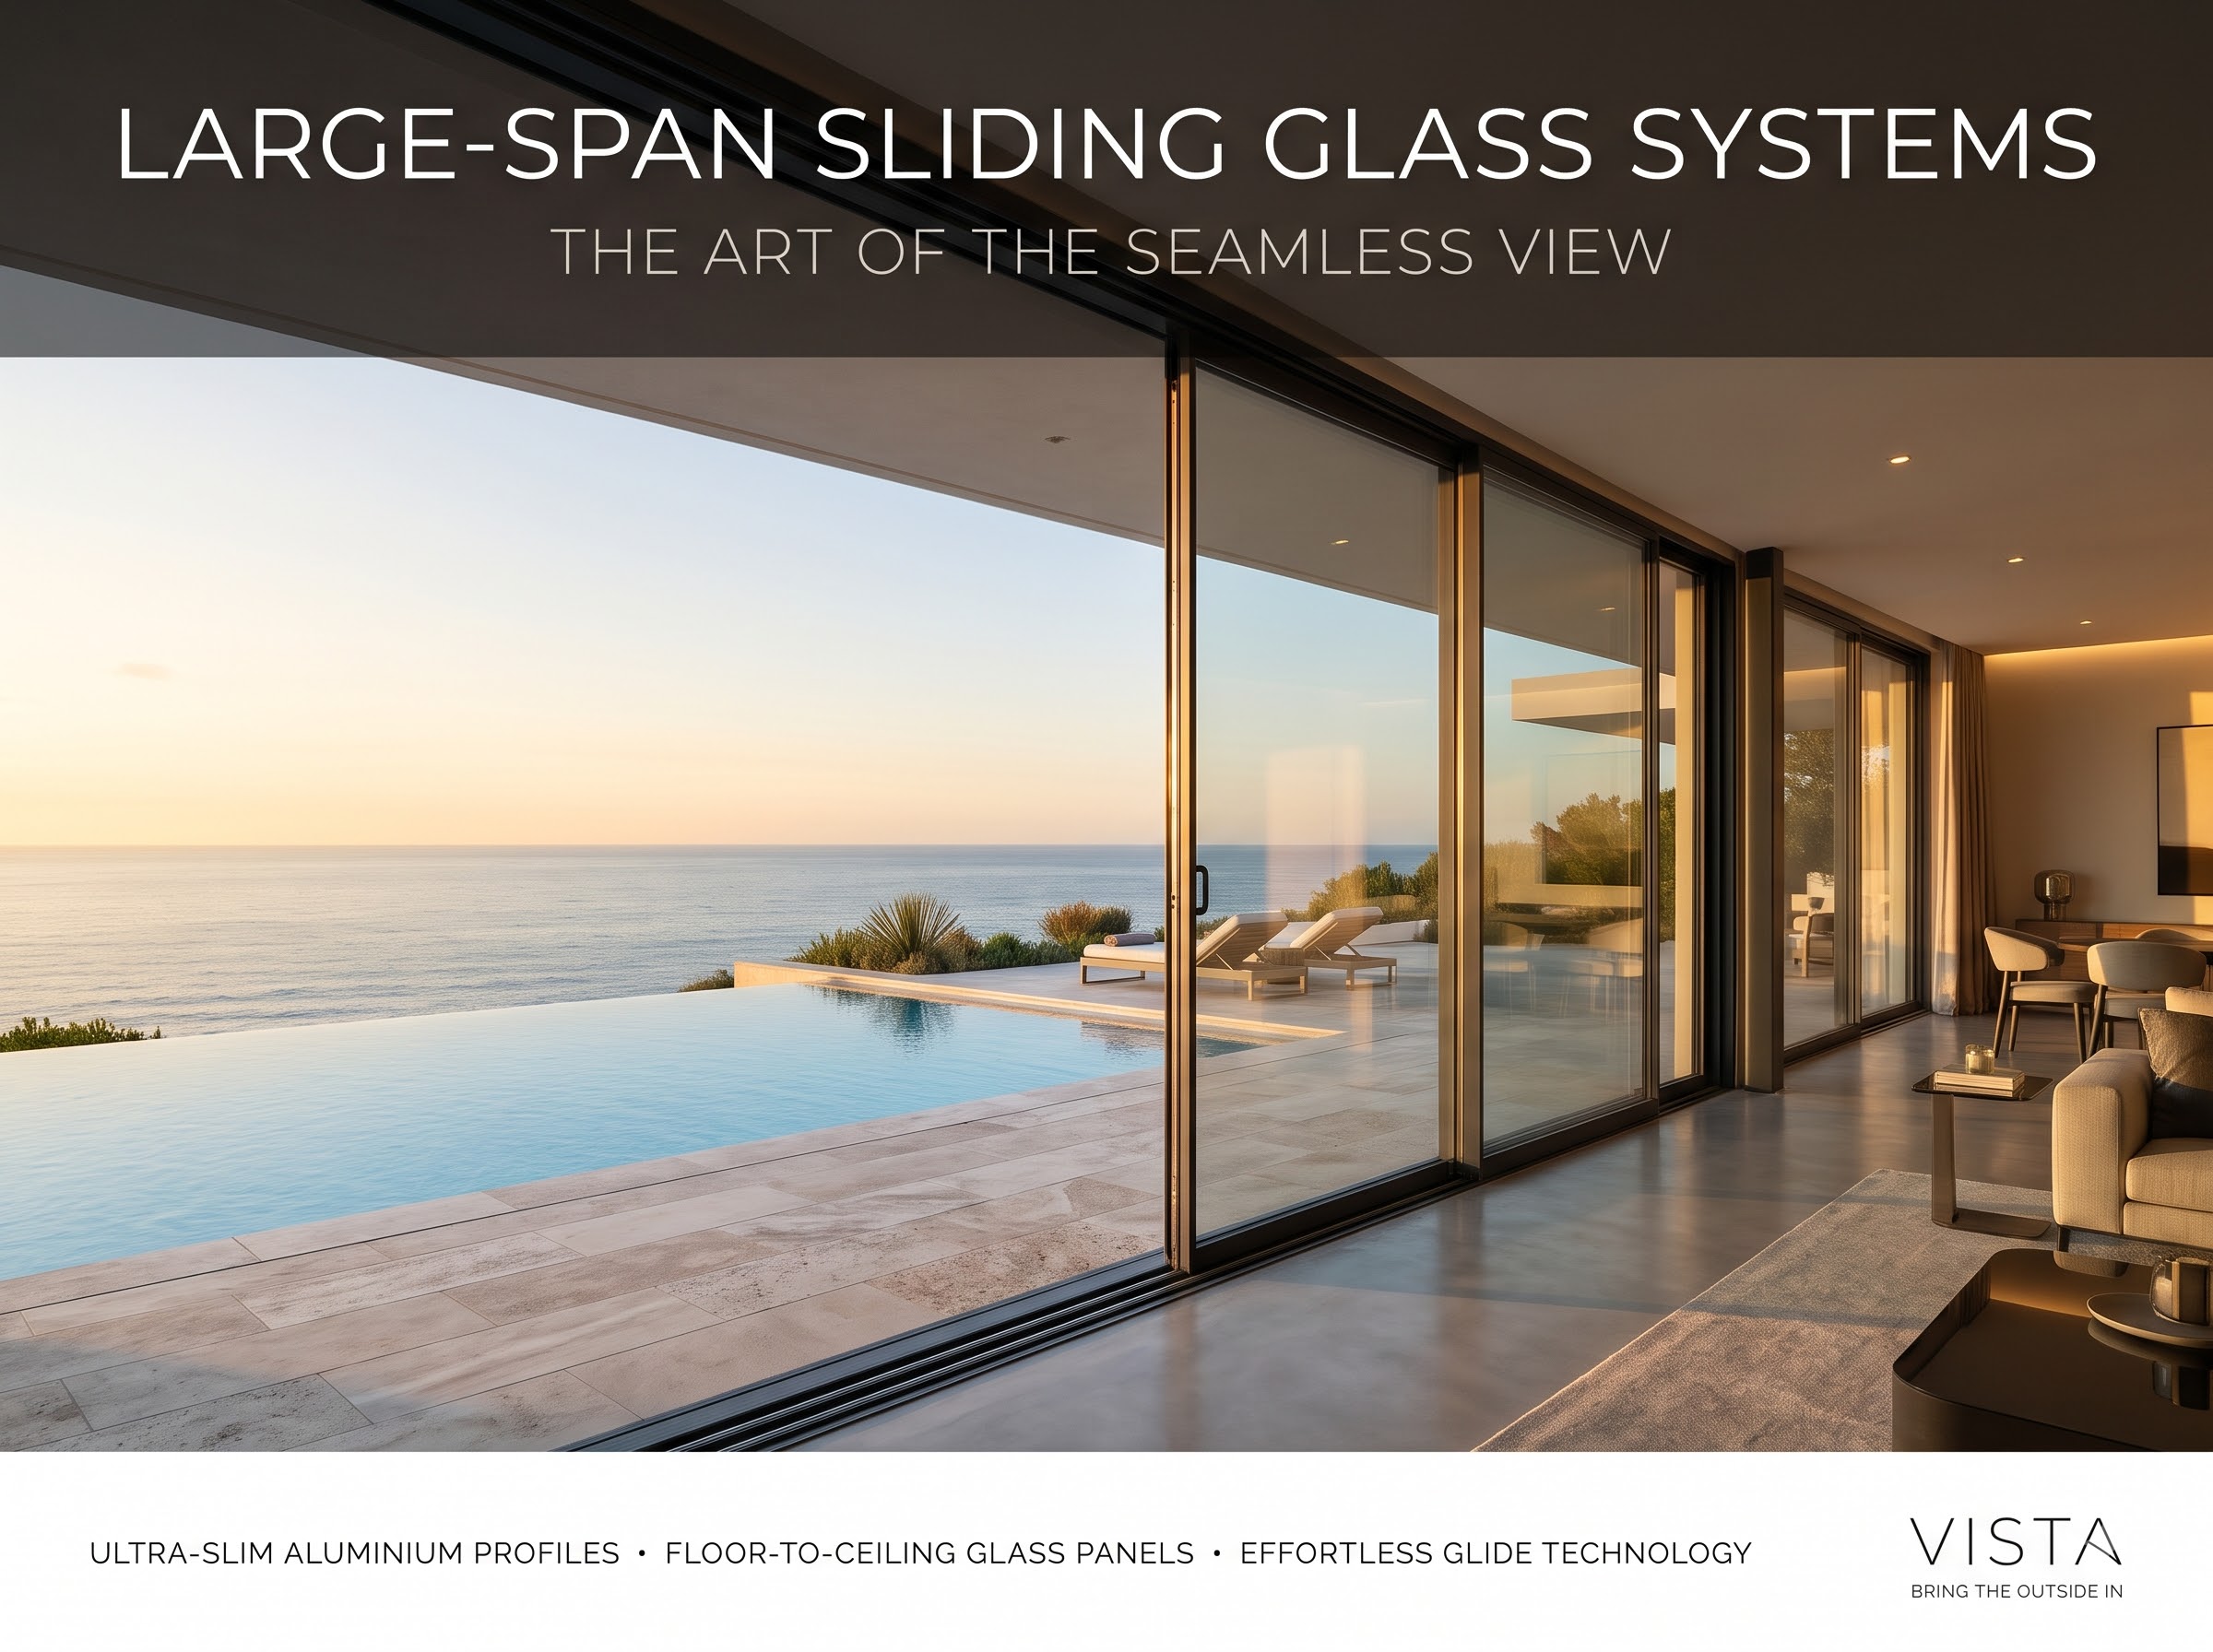 LARGE-SPAN SLIDING GLASS SYSTEMS
THE ART OF THE SEAMLESS VIEW
ULTRA-SLIM ALUMINIUM PROFILES • FLOOR-TO-CEILING GLASS PANELS • EFFORTLESS GLIDE TECHNOLOGY
VISTA
BRING THE OUTSIDE IN